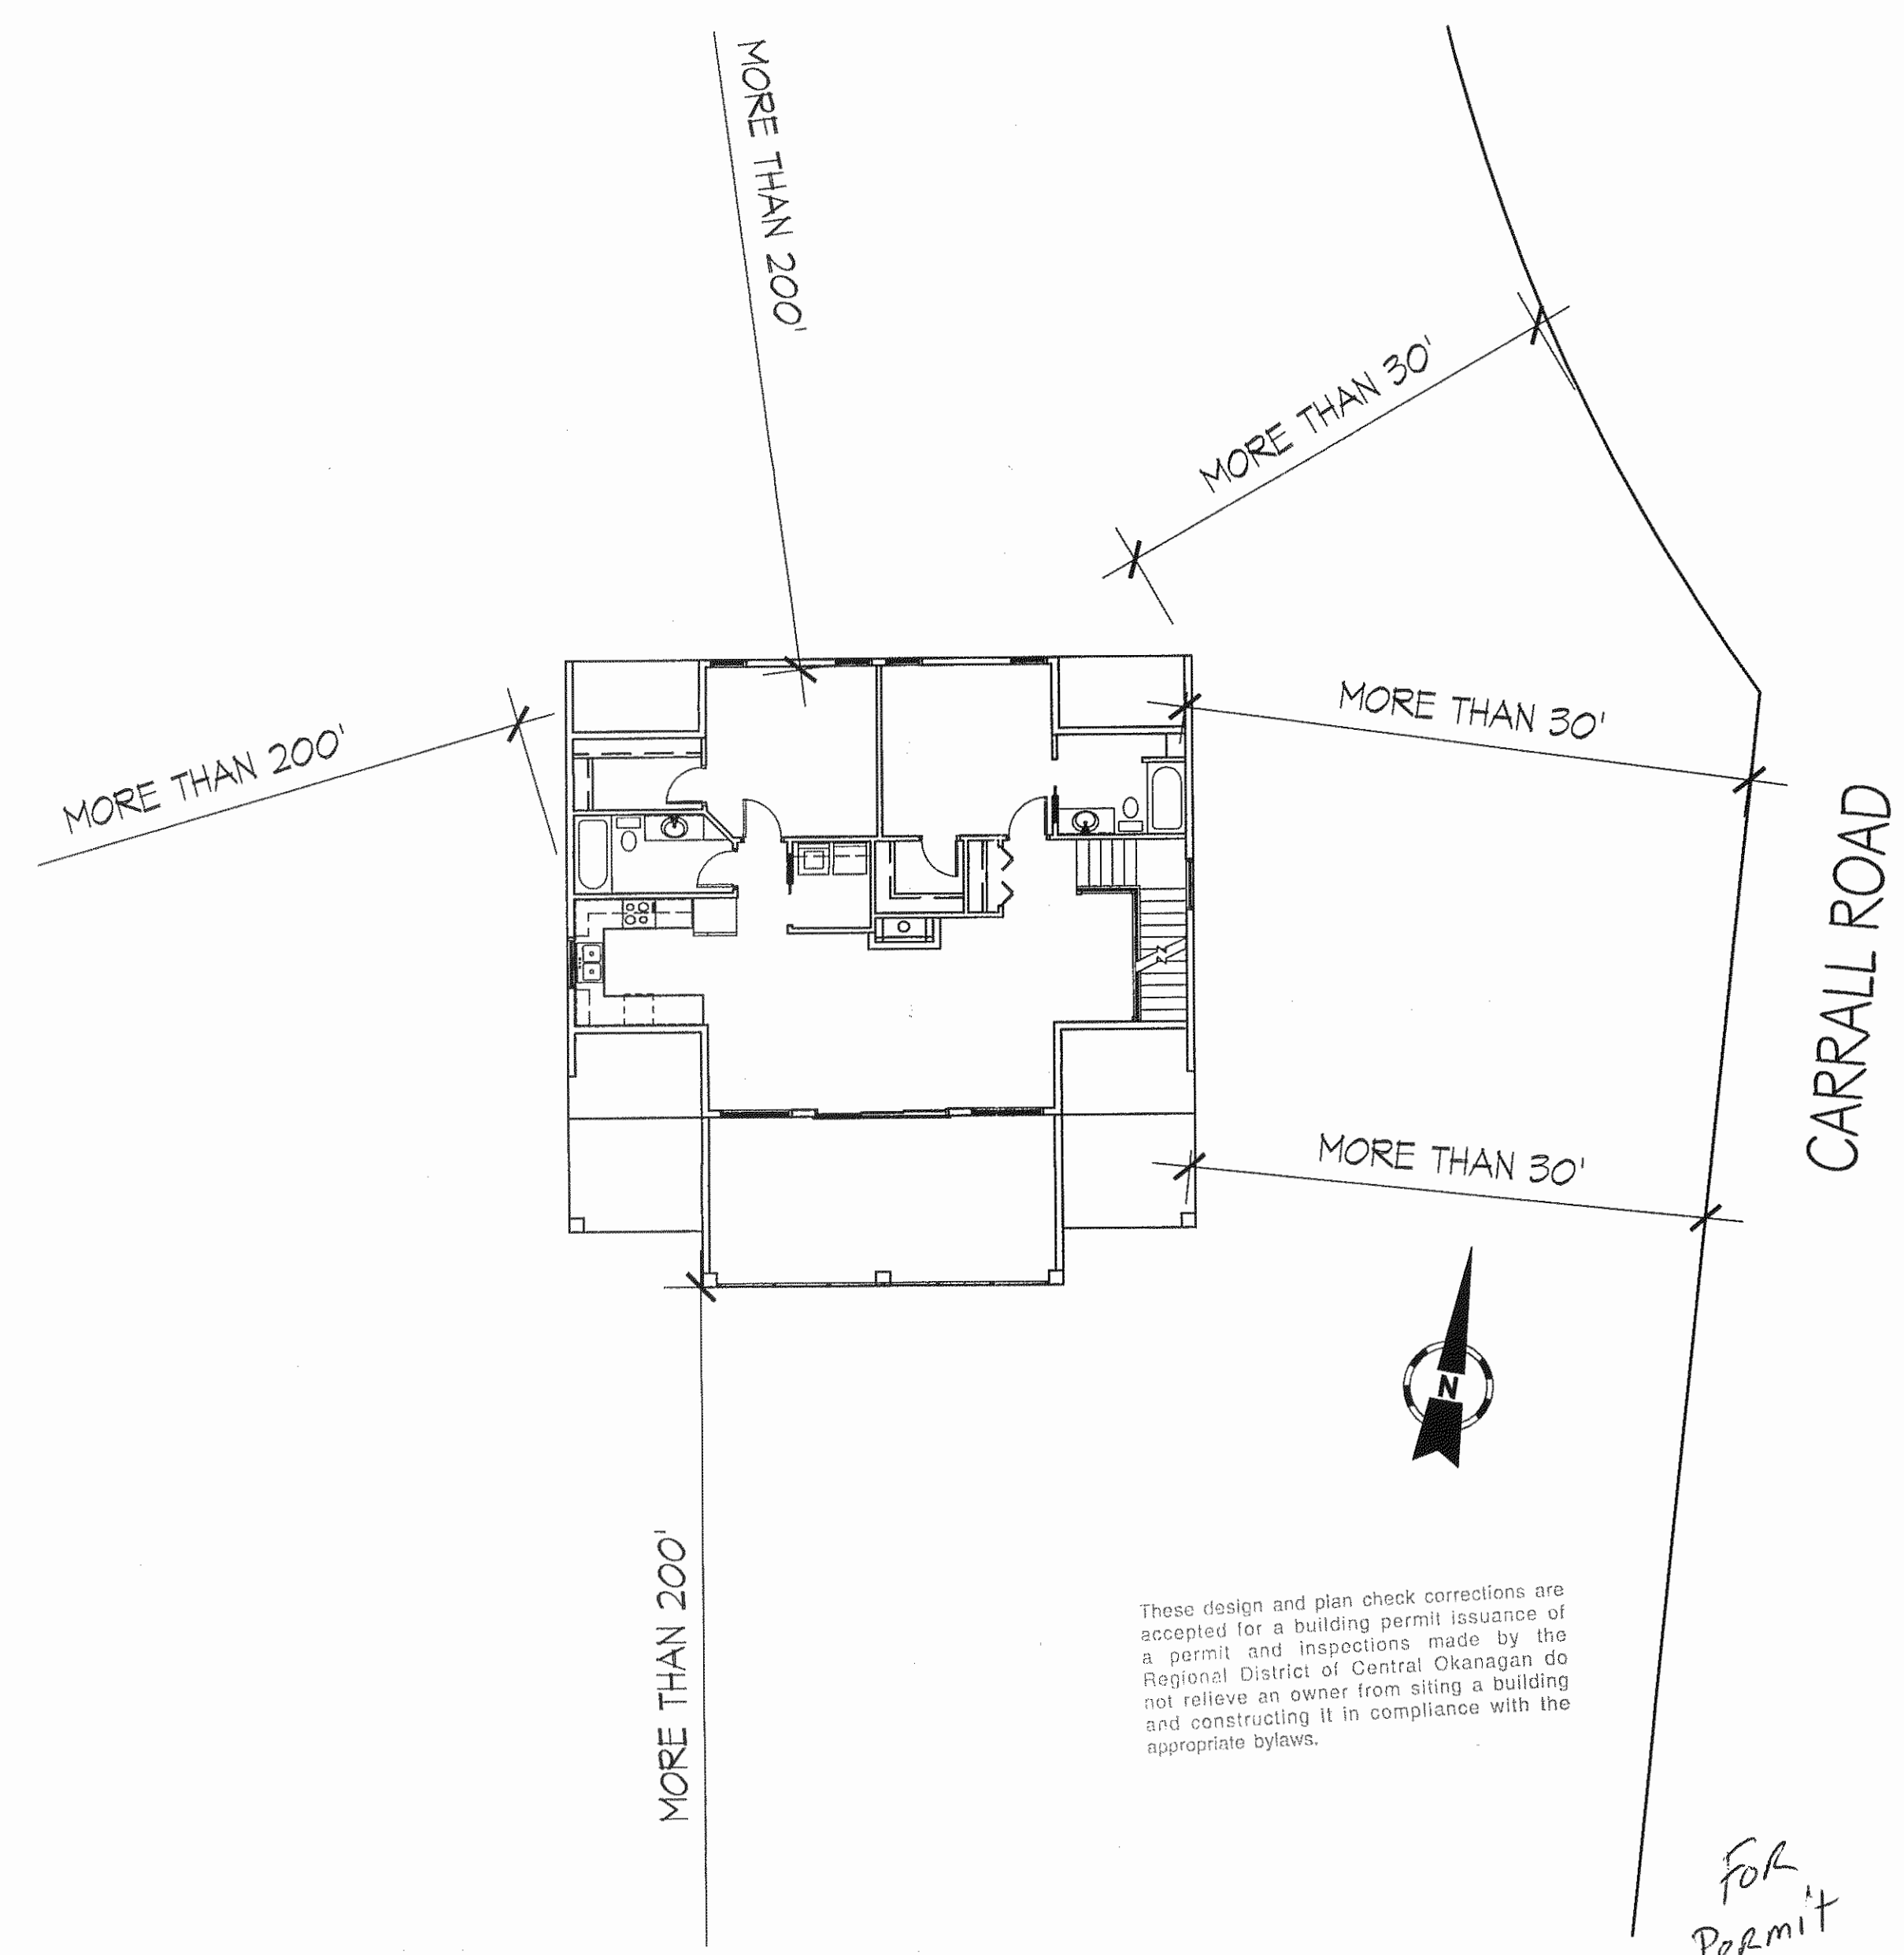 MORE THAN 200'
MORE THAN 30'
MORE THAN 200'
MORE THAN 30'
CARRALL ROAD
MORE THAN 30'
N
MORE THAN 200'
These design and plan check corrections are
accepted for a building permit issuance of
a permit and inspections made by the
Regional District of Central Okanagan do
not relieve an owner from siting a building
and constructing it in compliance with the
appropriate bylaws.
FOR
Permit